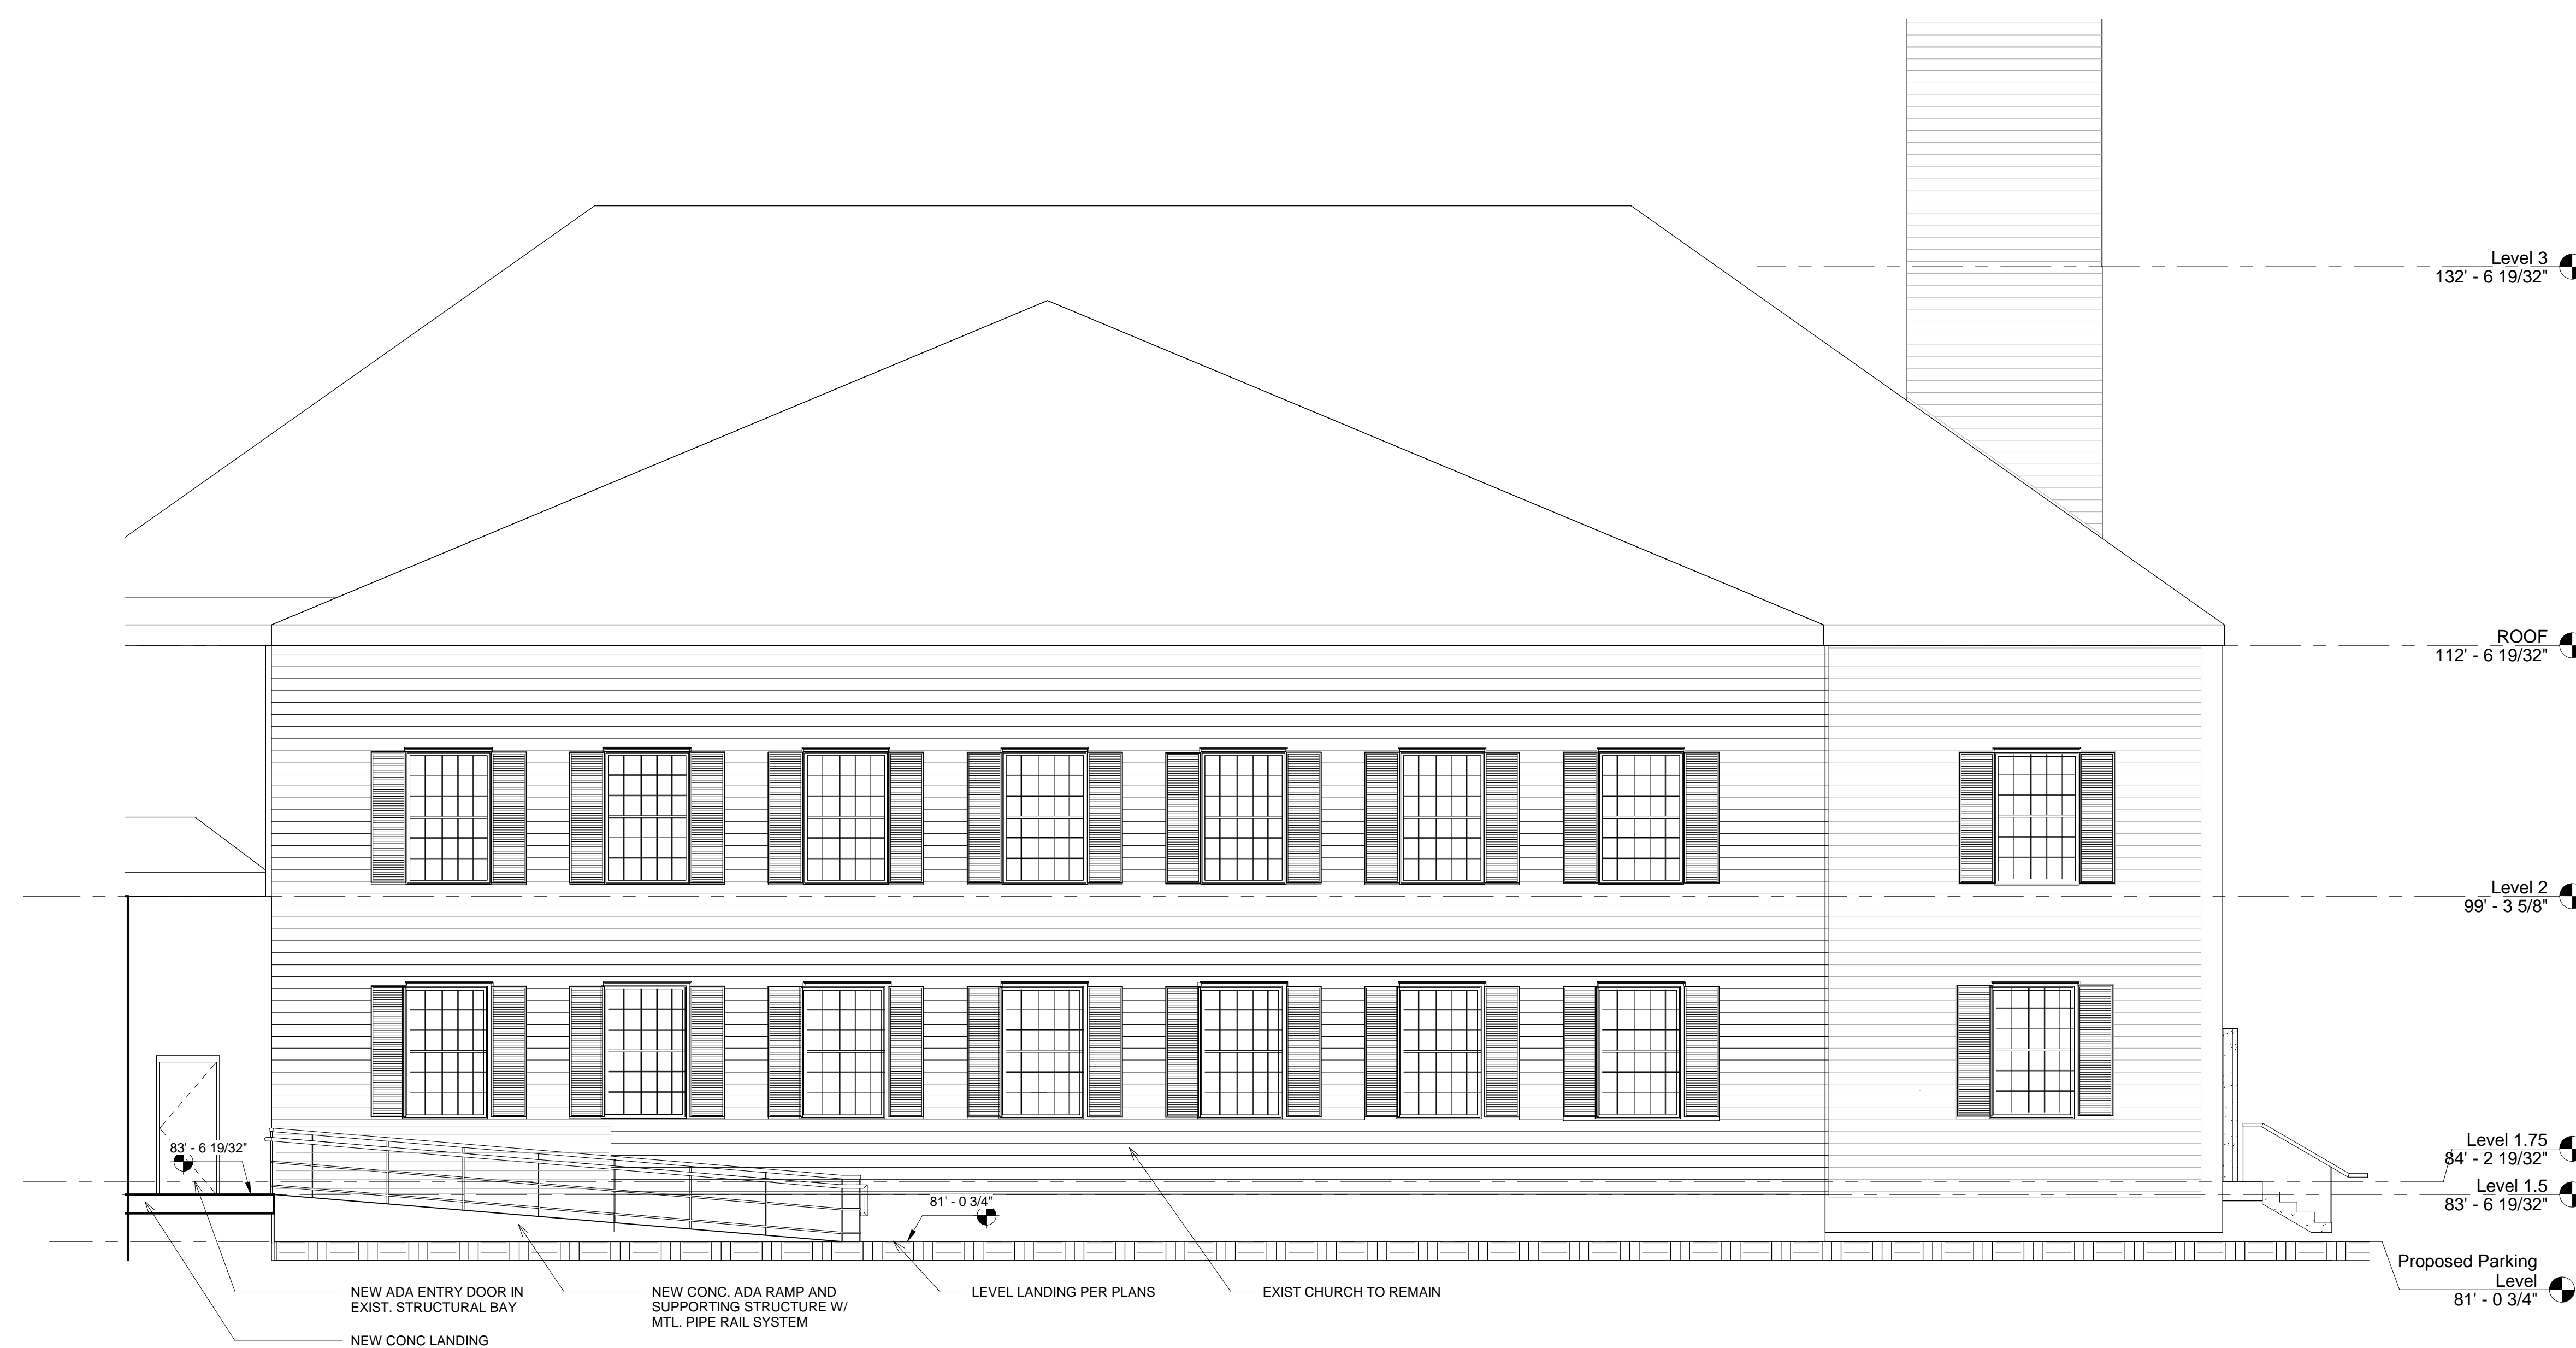 Level 3
132' - 6 19/32"
ROOF
112' - 6 19/32"
Level 2
99' - 3 5/8"
Level 1.75
84' - 2 19/32"
Level 1.5
83' - 6 19/32"
83' - 6 19/32"
81' - 0 3/4"
Proposed Parking
Level
81' - 0 3/4"
NEW ADA ENTRY DOOR IN
EXIST. STRUCTURAL BAY
NEW CONC LANDING
NEW CONC. ADA RAMP AND
SUPPORTING STRUCTURE W/
MTL. PIPE RAIL SYSTEM
LEVEL LANDING PER PLANS
EXIST CHURCH TO REMAIN